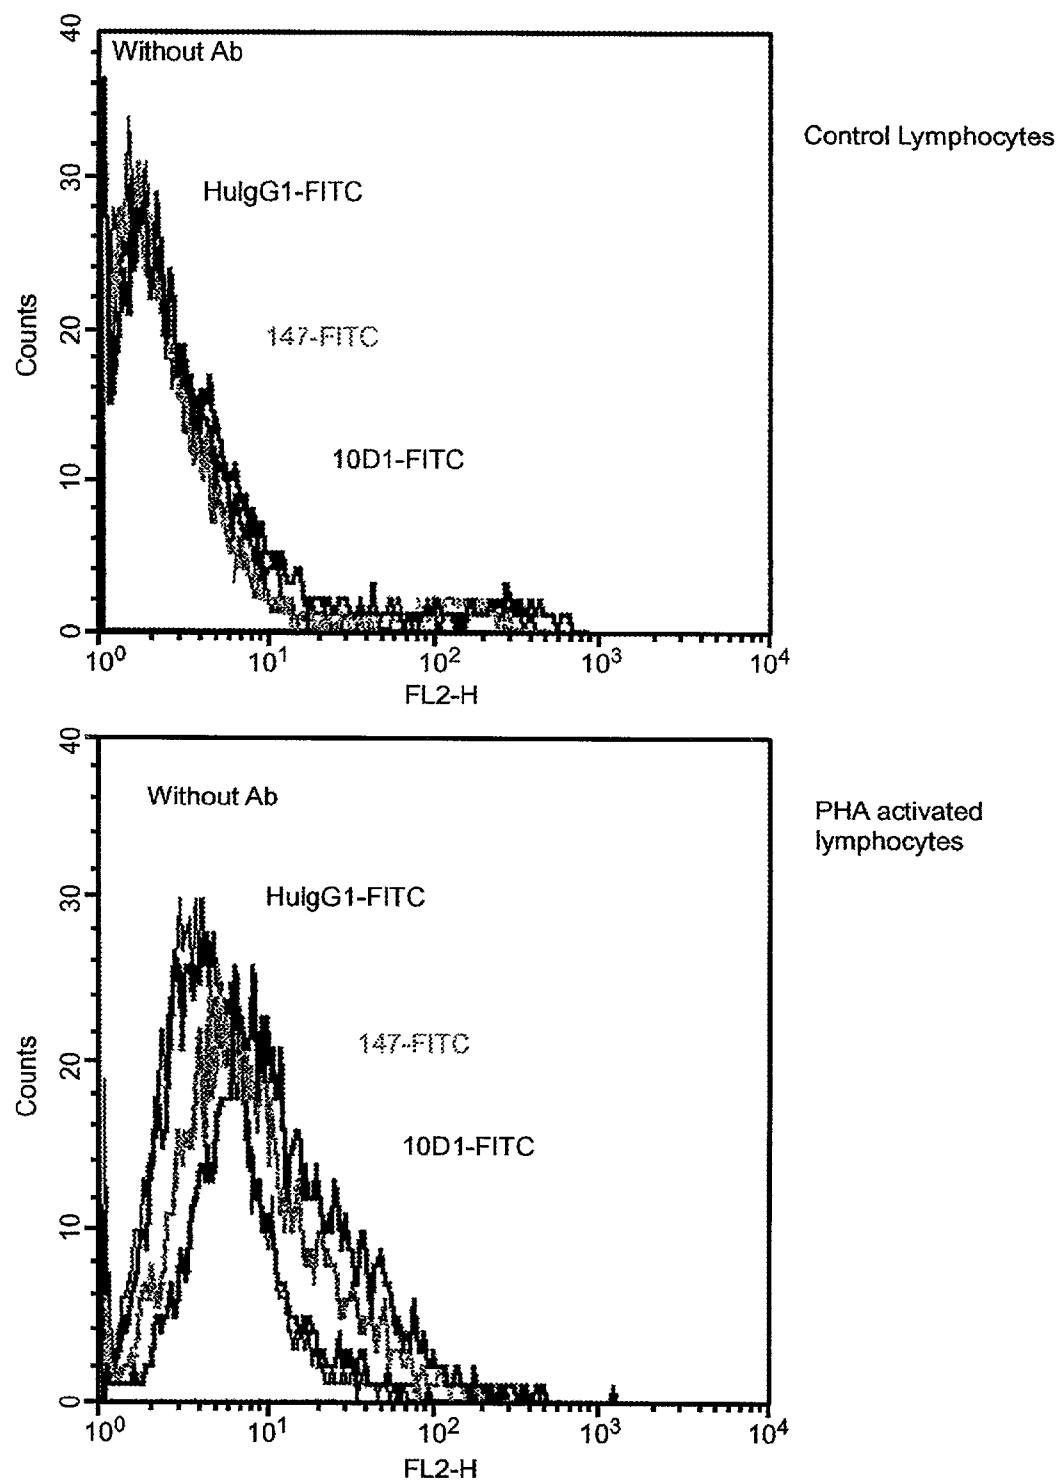 40
Without Ab
Control Lymphocytes
30
HuIgG1-FITC
147-FITC
20
Counts
10D1-FITC
10
0
10^0 10^1 10^2 10^3 10^4
FL2-H
40
Without Ab
PHA activated
lymphocytes
30
HuIgG1-FITC
147-FITC
20
Counts
10D1-FITC
10
0
10^0 10^1 10^2 10^3 10^4
FL2-H